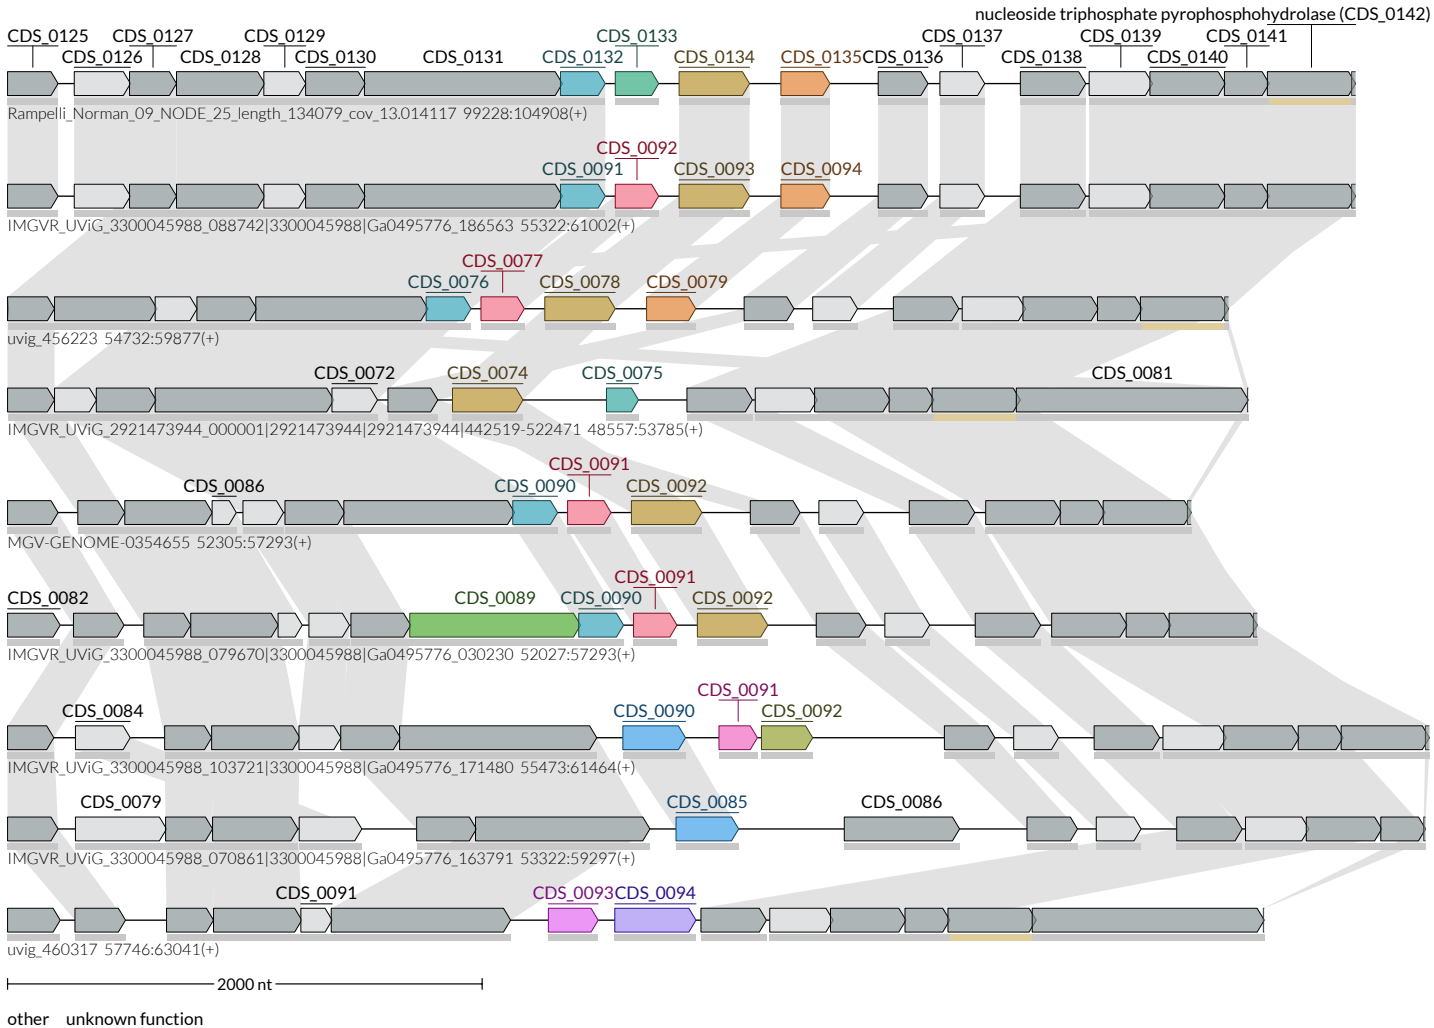 nucleoside triphosphate pyrophosphohydrolase (CDS_0142)
CDS_0125 CDS_0127 CDS_0129 CDS_0133 CDS_0137 CDS_0139 CDS_0141
CDS_0126 CDS_0128 CDS_0130 CDS_0131 CDS_0132 CDS_0134 CDS_0135 CDS_0136 CDS_0138 CDS_0140
Rampelli_Norman_09_NODE_25_length_134079_cov_13.014117 99228:104908(+)
CDS_0092
CDS_0091 CDS_0093 CDS_0094
IMGVR_UViG_3300045988_088742|3300045988|Ga0495776_186563 55322:61002(+)
CDS_0077
CDS_0076 CDS_0078 CDS_0079
uvig_456223 54732:59877(+)
CDS_0072 CDS_0074 CDS_0075 CDS_0081
IMGVR_UViG_2921473944_000001|2921473944|2921473944|442519-522471 48557:53785(+)
CDS_0091
CDS_0086 CDS_0090 CDS_0092
MGV-GENOME-0354655 52305:57293(+)
CDS_0091
CDS_0082 CDS_0089 CDS_0090 CDS_0092
IMGVR_UViG_3300045988_079670|3300045988|Ga0495776_030230 52027:57293(+)
CDS_0091
CDS_0084 CDS_0090 CDS_0092
IMGVR_UViG_3300045988_103721|3300045988|Ga0495776_171480 55473:61464(+)
CDS_0079 CDS_0085 CDS_0086
IMGVR_UViG_3300045988_070861|3300045988|Ga0495776_163791 53322:59297(+)
CDS_0091 CDS_0093 CDS_0094
uvig_460317 57746:63041(+)
2000 nt
other unknown function